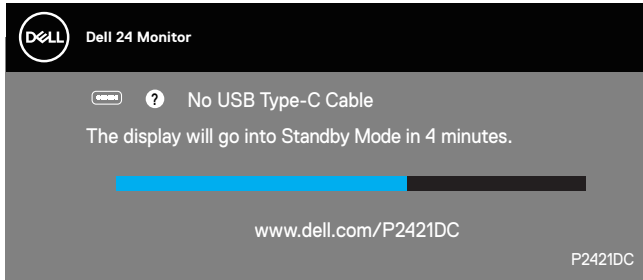 DELL
Dell 24 Monitor
? No USB Type-C Cable
The display will go into Standby Mode in 4 minutes.
www.dell.com/P2421DC
P2421DC